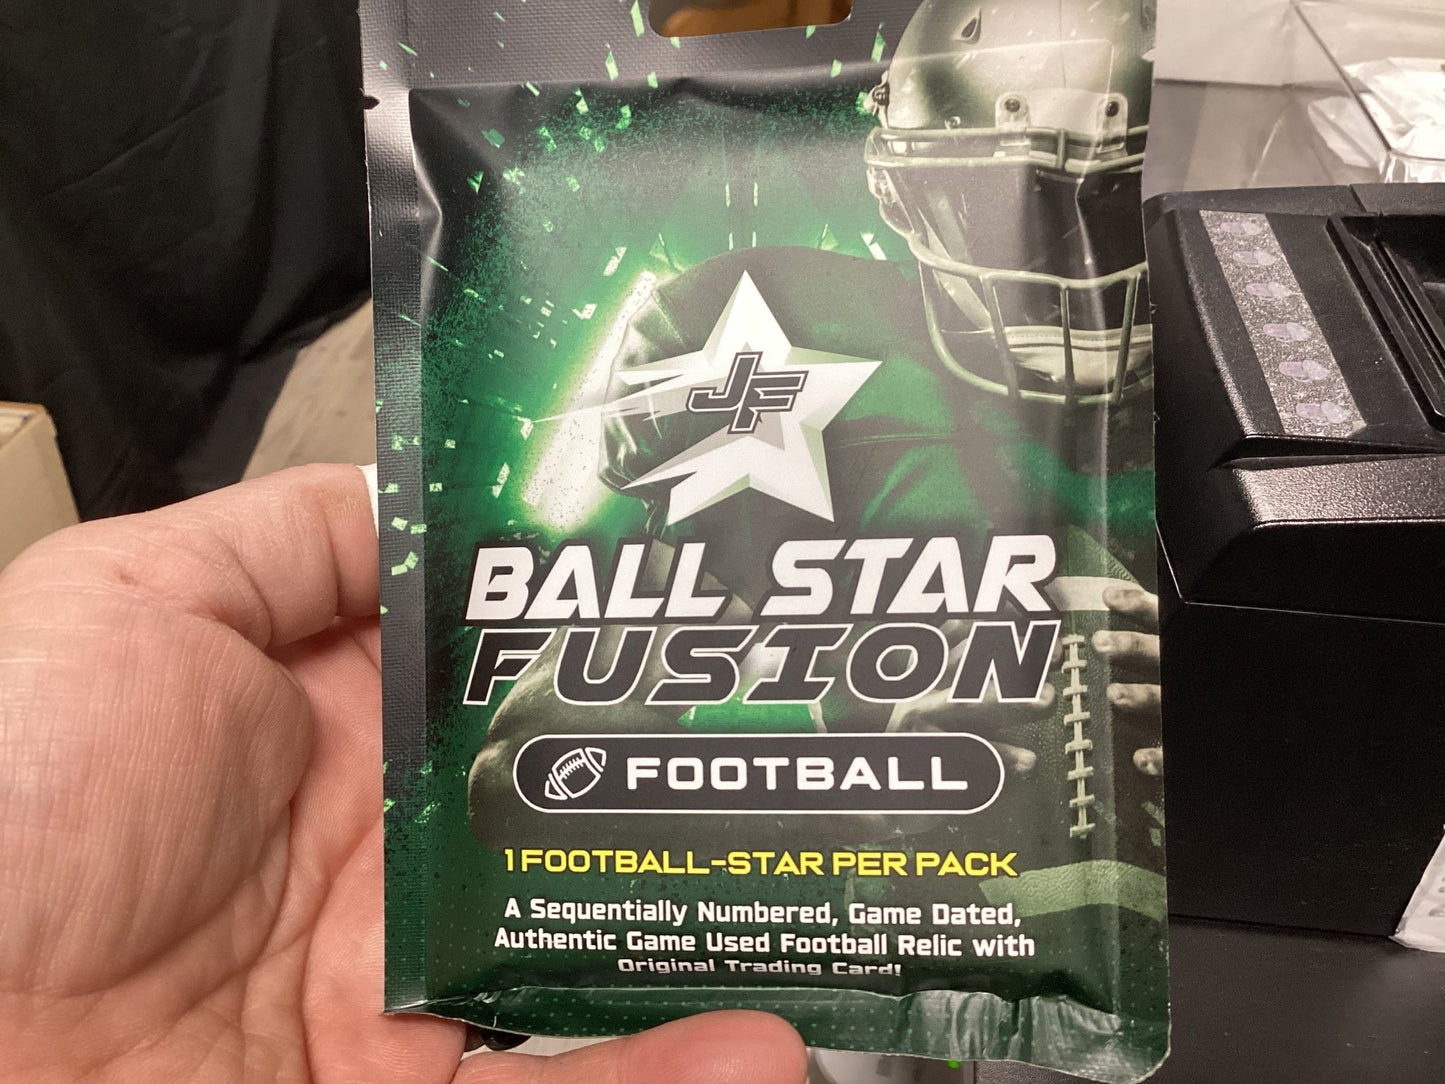 JF
BALL STAR
FUSION
FOOTBALL
1 FOOTBALL-STAR PER PACK
A Sequentially Numbered, Game Dated,
Authentic Game Used Football Relic with
Original Trading Card!